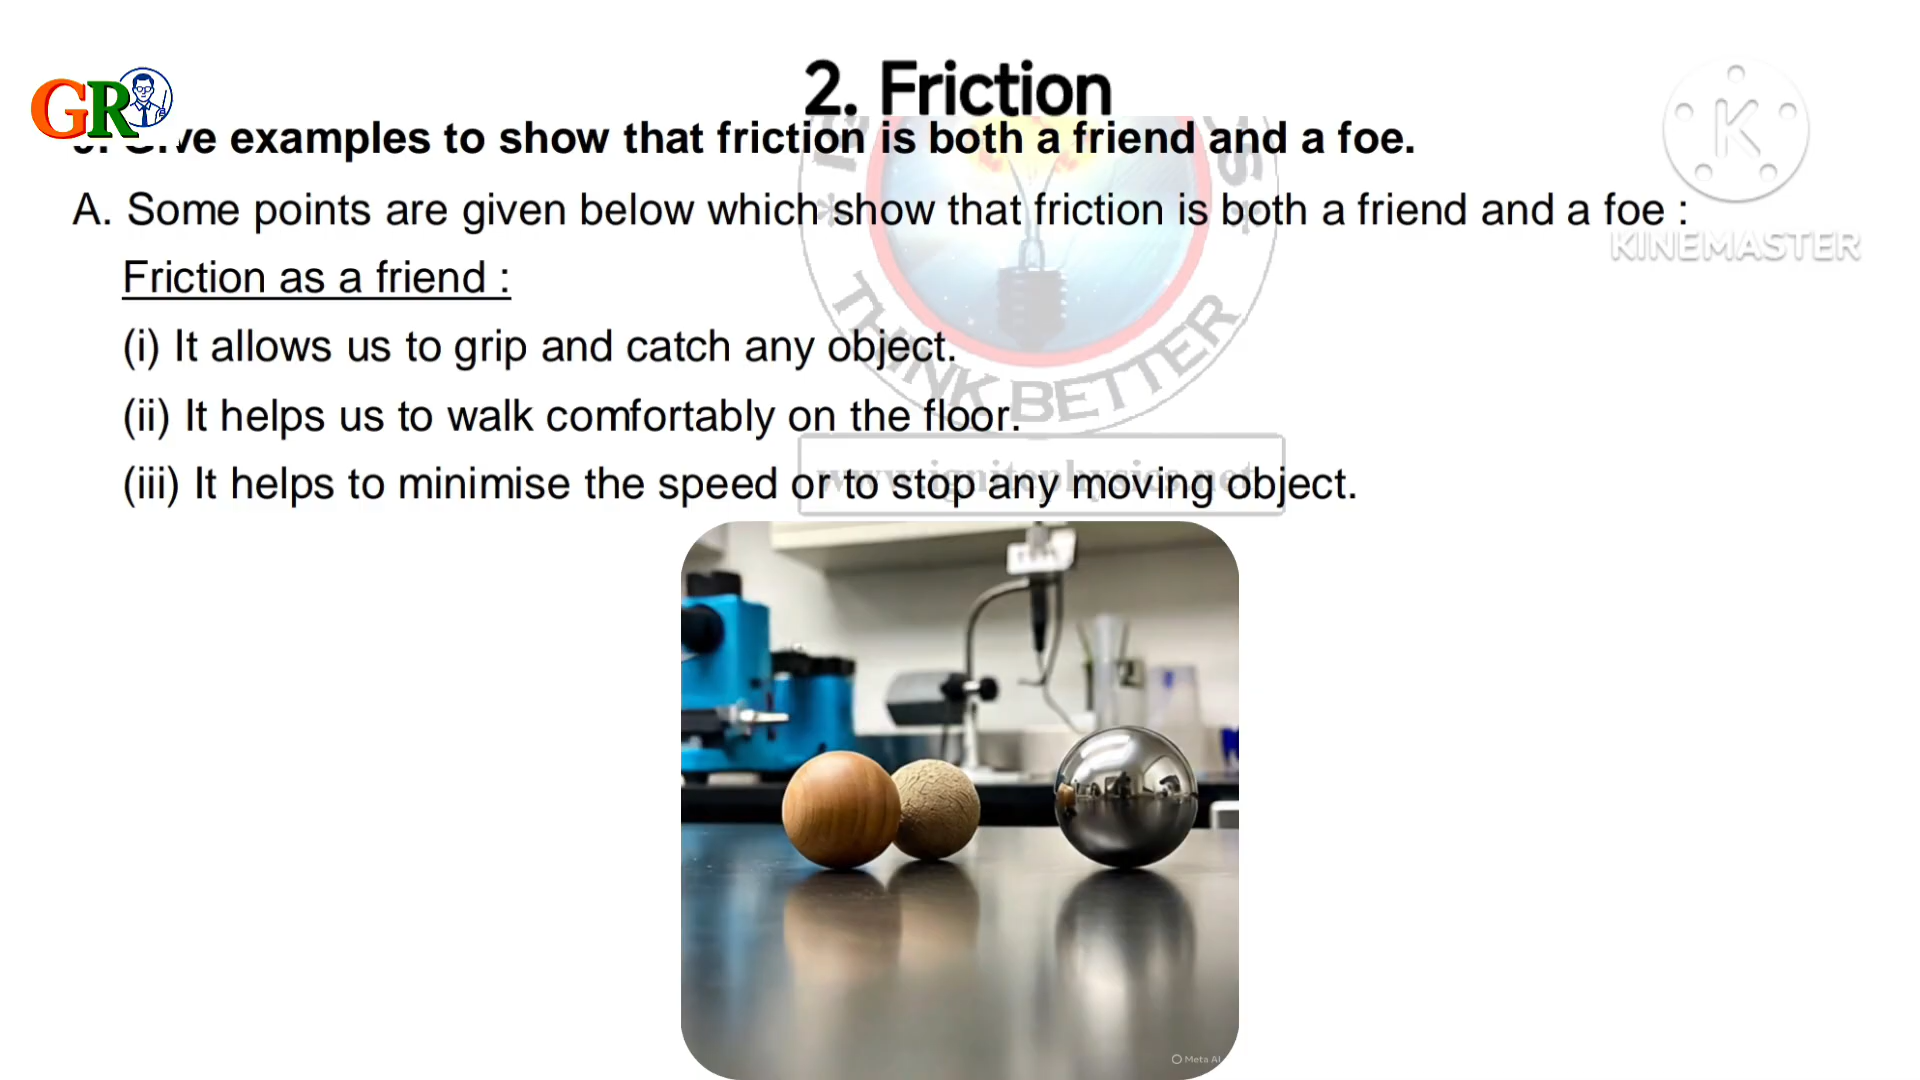 2. Friction
GR
ve examples to show that friction is both a friend and a foe.
A. Some points are given below which show that friction is both a friend and a foe :
KINEMASTER
Friction as a friend :
(i) It allows us to grip and catch any object.
THINK BETTER
(ii) It helps us to walk comfortably on the floor.
www.ignitephysics.net
(iii) It helps to minimise the speed or to stop any moving object.
Meta AI